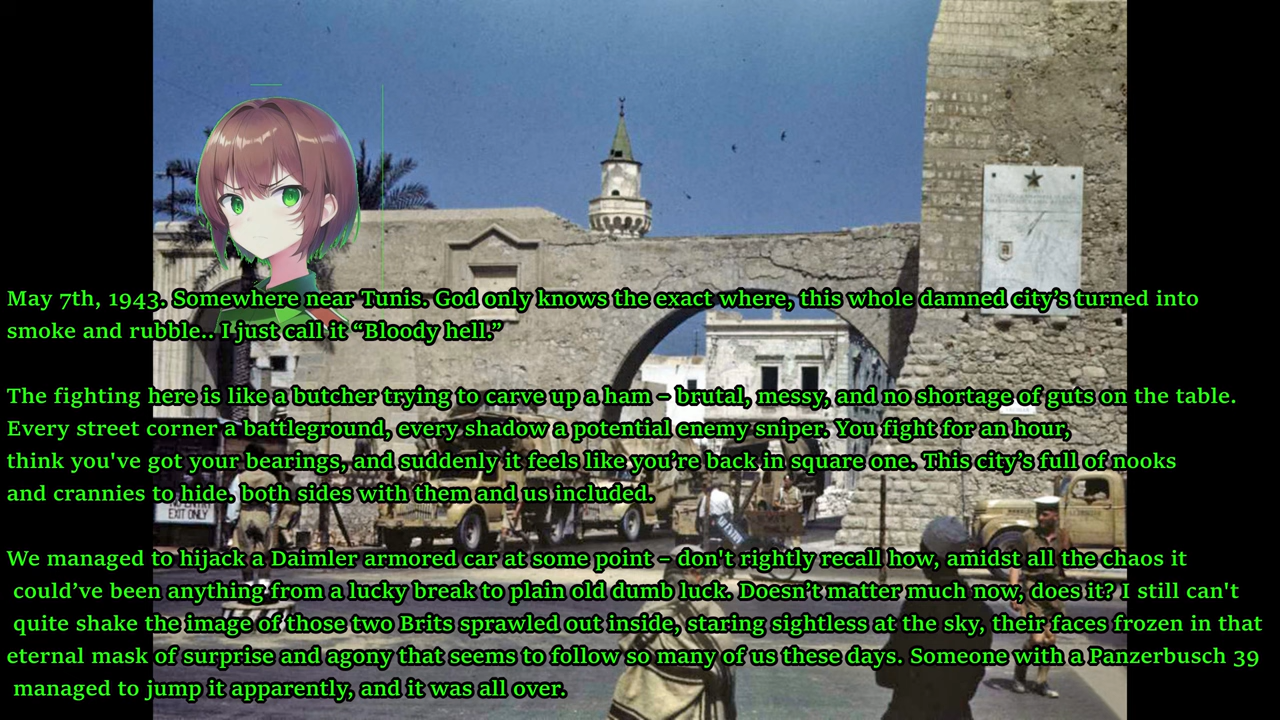 May 7th, 1943. Somewhere near Tunis. God only knows the exact where, this whole damned city’s turned into
smoke and rubble.. I just call it “Bloody hell.”
The fighting here is like a butcher trying to carve up a ham – brutal, messy, and no shortage of guts on the table.
Every street corner a battleground, every shadow a potential enemy sniper. You fight for an hour,
think you've got your bearings, and suddenly it feels like you’re back in square one. This city’s full of nooks
and crannies to hide. both sides with them and us included.
NO ENTRY
EXIT ONLY
We managed to hijack a Daimler armored car at some point – don't rightly recall how, amidst all the chaos it
could’ve been anything from a lucky break to plain old dumb luck. Doesn’t matter much now, does it? I still can't
quite shake the image of those two Brits sprawled out inside, staring sightless at the sky, their faces frozen in that
eternal mask of surprise and agony that seems to follow so many of us these days. Someone with a Panzerbusch 39
managed to jump it apparently, and it was all over.